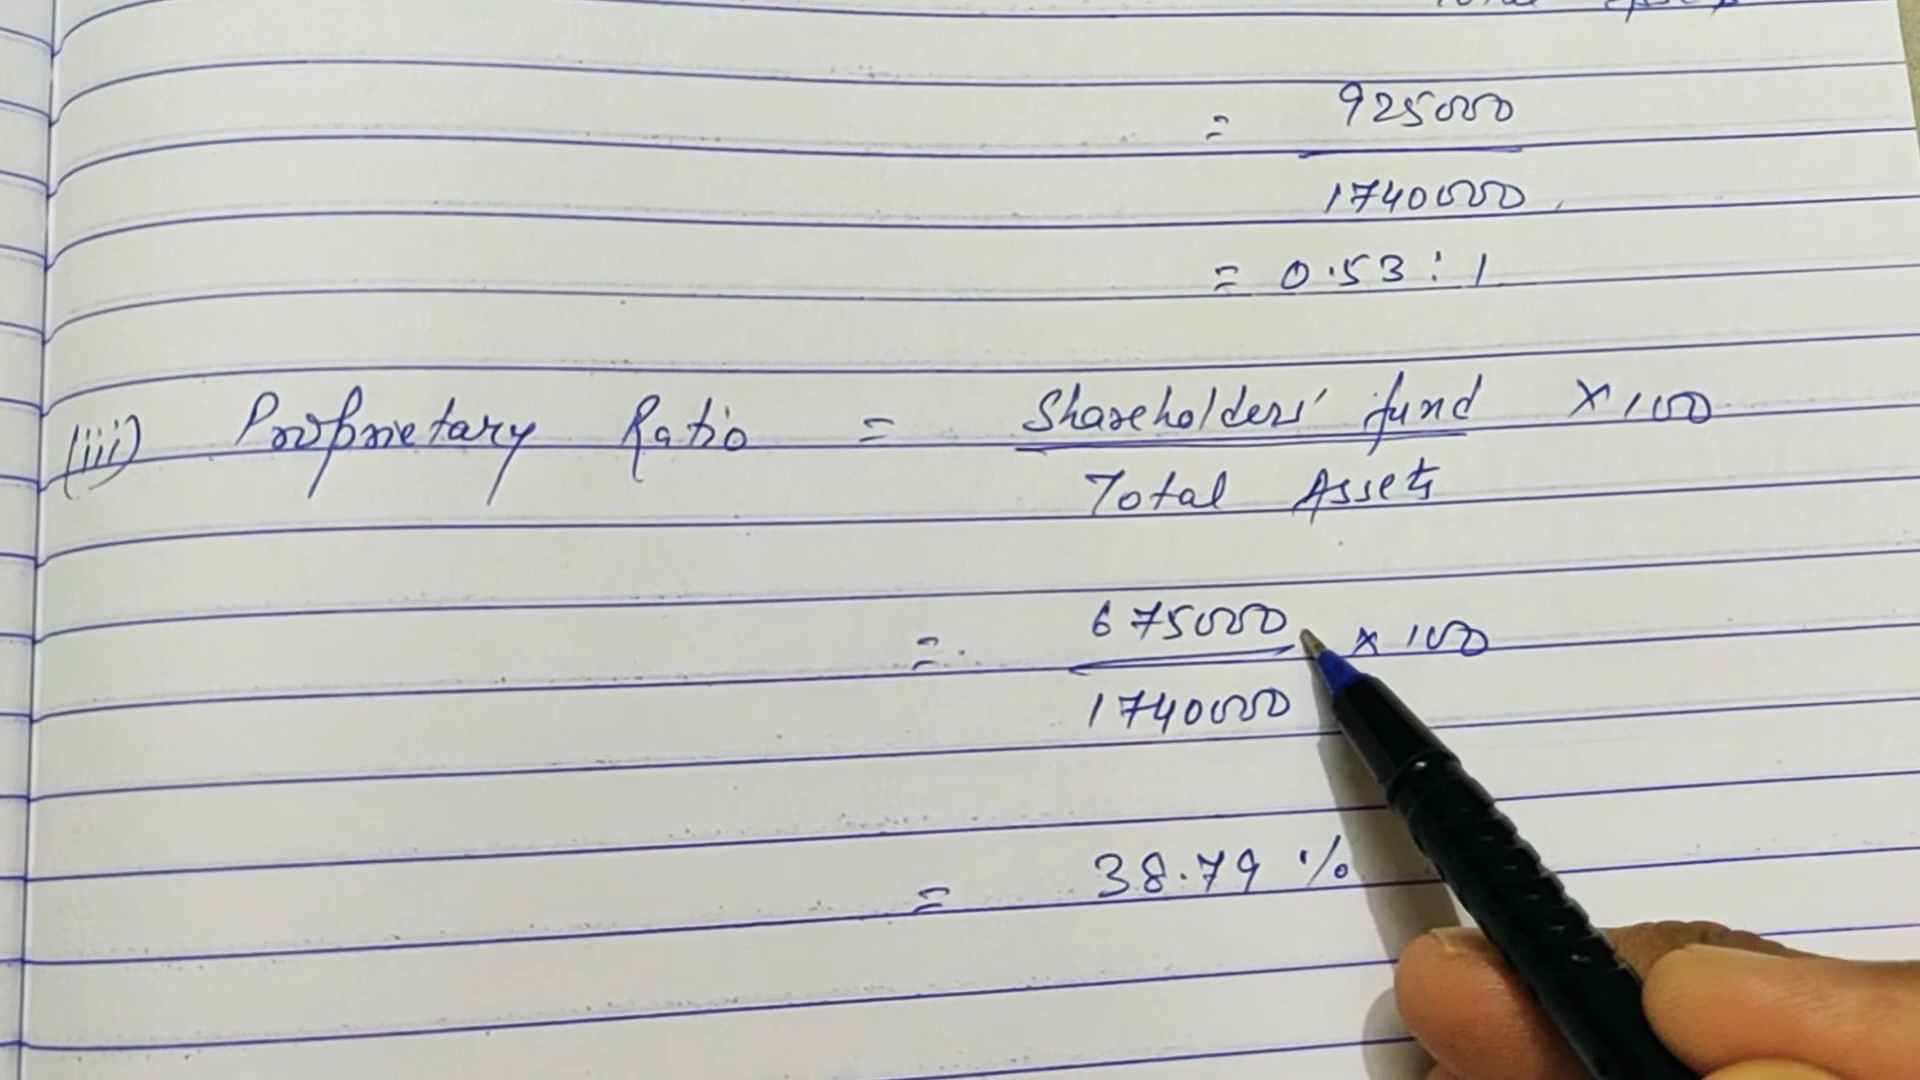 = 925000
1740000
= 0.53 : 1
(iii) Proprietary Ratio = Shareholders' fund × 100
Total Assets
= 675000 × 100
1740000
= 38.79 %